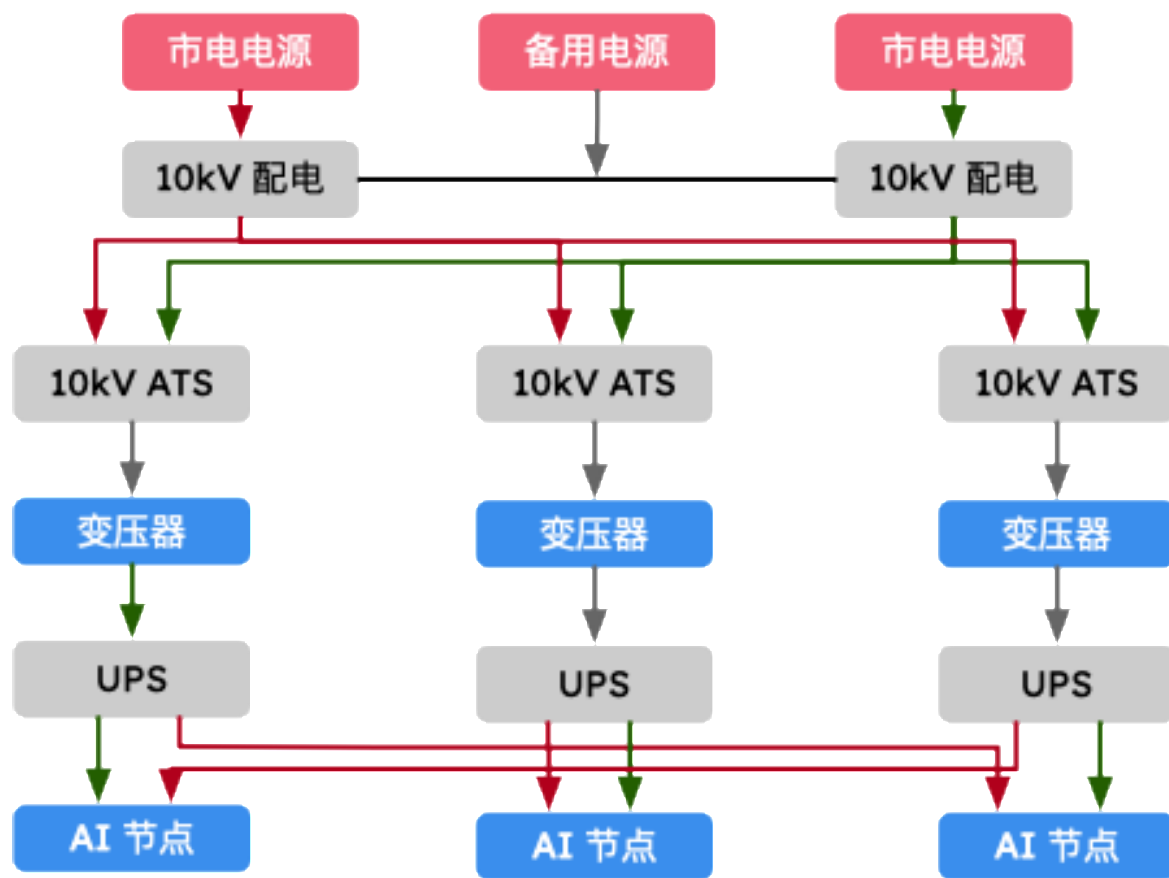 市电电源
备用电源
市电电源
10kV 配电
10kV 配电
10kV ATS
10kV ATS
10kV ATS
变压器
变压器
变压器
UPS
UPS
UPS
AI 节点
AI 节点
AI 节点